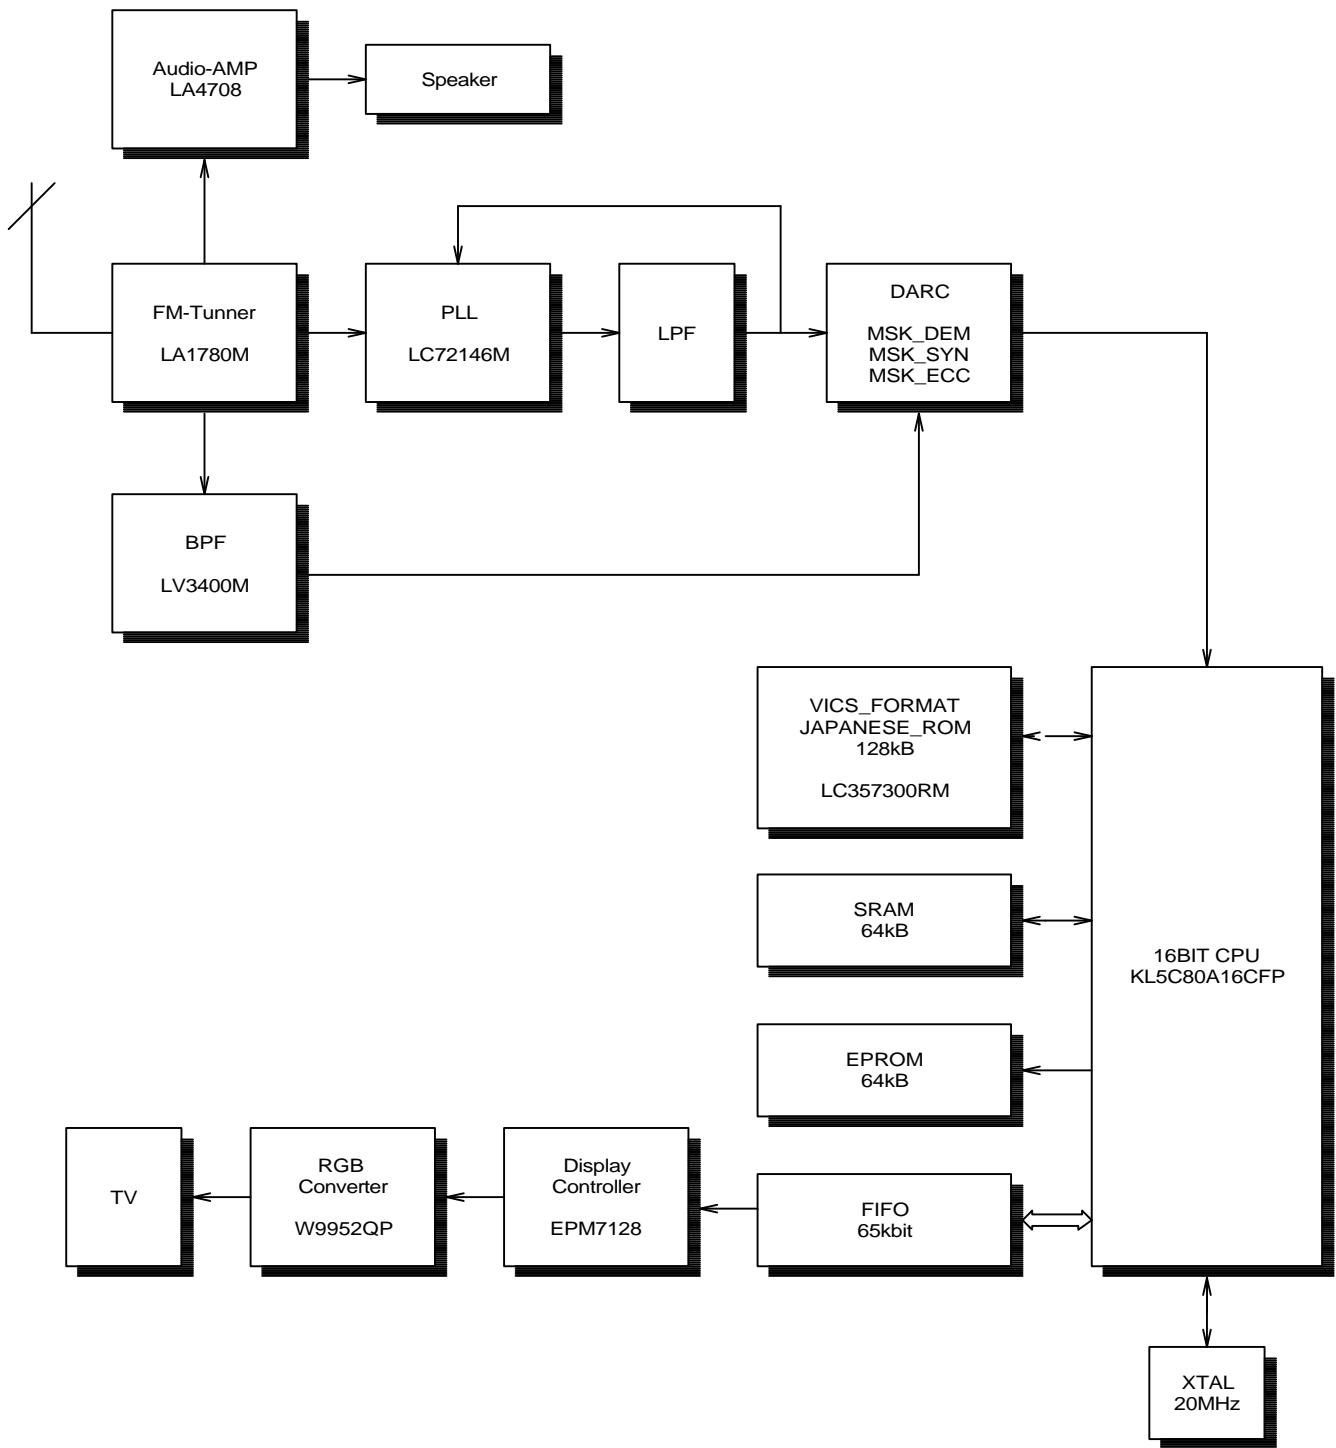 Audio-AMP
LA4708
Speaker
FM-Tunner
LA1780M
PLL
LC72146M
LPF
DARC
MSK_DEM
MSK_SYN
MSK_ECC
BPF
LV3400M
VICS_FORMAT
JAPANESE_ROM
128kB
LC357300RM
SRAM
64kB
16BIT CPU
KL5C80A16CFP
EPROM
64kB
TV
RGB
Converter
W9952QP
Display
Controller
EPM7128
FIFO
65kbit
XTAL
20MHz